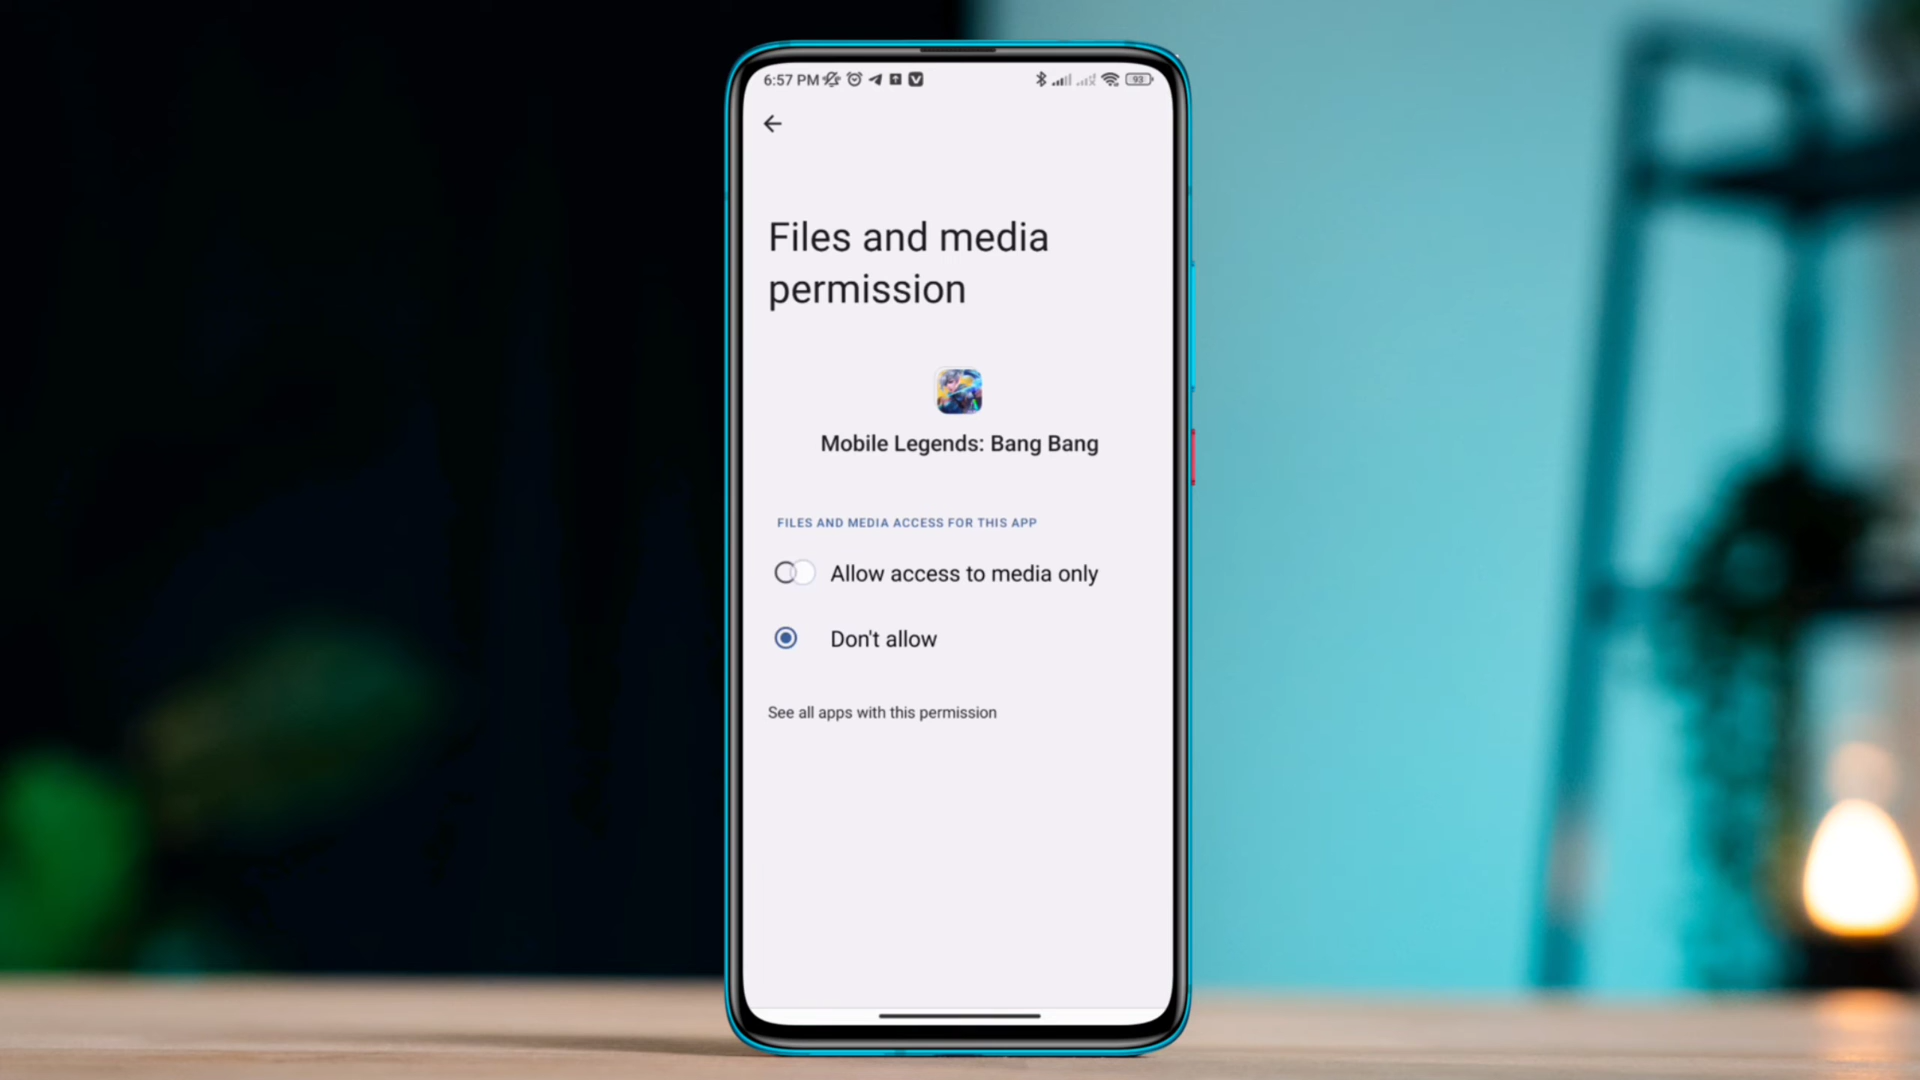 6:57 PM
93
Files and media
permission
Mobile Legends: Bang Bang
FILES AND MEDIA ACCESS FOR THIS APP
Allow access to media only
Don't allow
See all apps with this permission